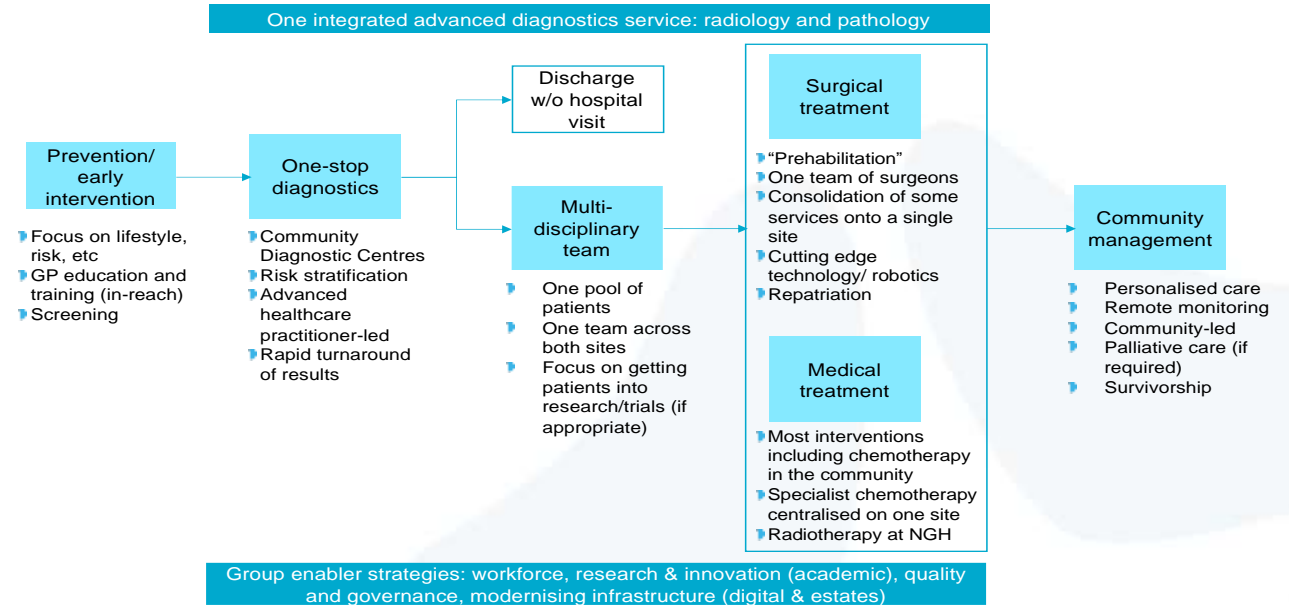 One integrated advanced diagnostics service: radiology and pathology
Prevention/
early
intervention
Focus on lifestyle,
risk, etc
GP education and
training (in-reach)
Screening
One-stop
diagnostics
Community
Diagnostic Centres
Risk stratification
Advanced
healthcare
practitioner-led
Rapid turnaround
of results
Discharge
w/o hospital
visit
Multi-
disciplinary
team
One pool of
patients
One team across
both sites
Focus on getting
patients into
research/trials (if
appropriate)
Surgical
treatment
“Prehabilitation”
One team of surgeons
Consolidation of some
services onto a single
site
Cutting edge
technology/ robotics
Repatriation
Medical
treatment
Most interventions
including chemotherapy
in the community
Specialist chemotherapy
centralised on one site
Radiotherapy at NGH
Community
management
Personalised care
Remote monitoring
Community-led
Palliative care (if
required)
Survivorship
Group enabler strategies: workforce, research & innovation (academic), quality
and governance, modernising infrastructure (digital & estates)